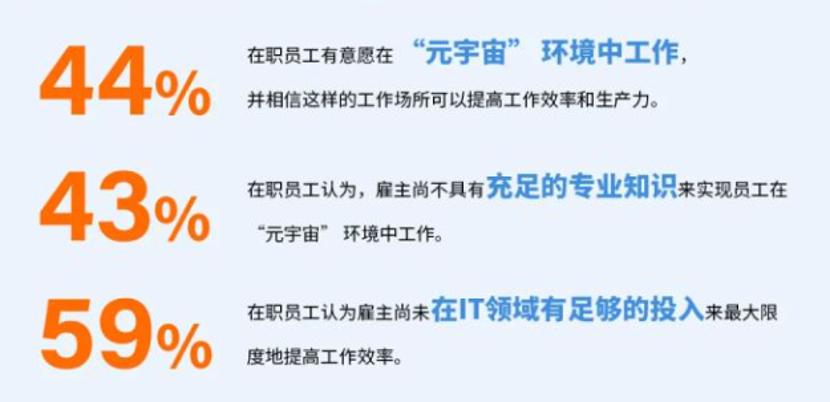 44%
在职员工有意愿在 “元宇宙” 环境中工作,
并相信这样的工作场所可以提高工作效率和生产力。
43%
在职员工认为，雇主尚不具有充足的专业知识来实现员工在
“元宇宙” 环境中工作。
59%
在职员工认为雇主尚未在IT领域有足够的投入来最大限
度地提高工作效率。